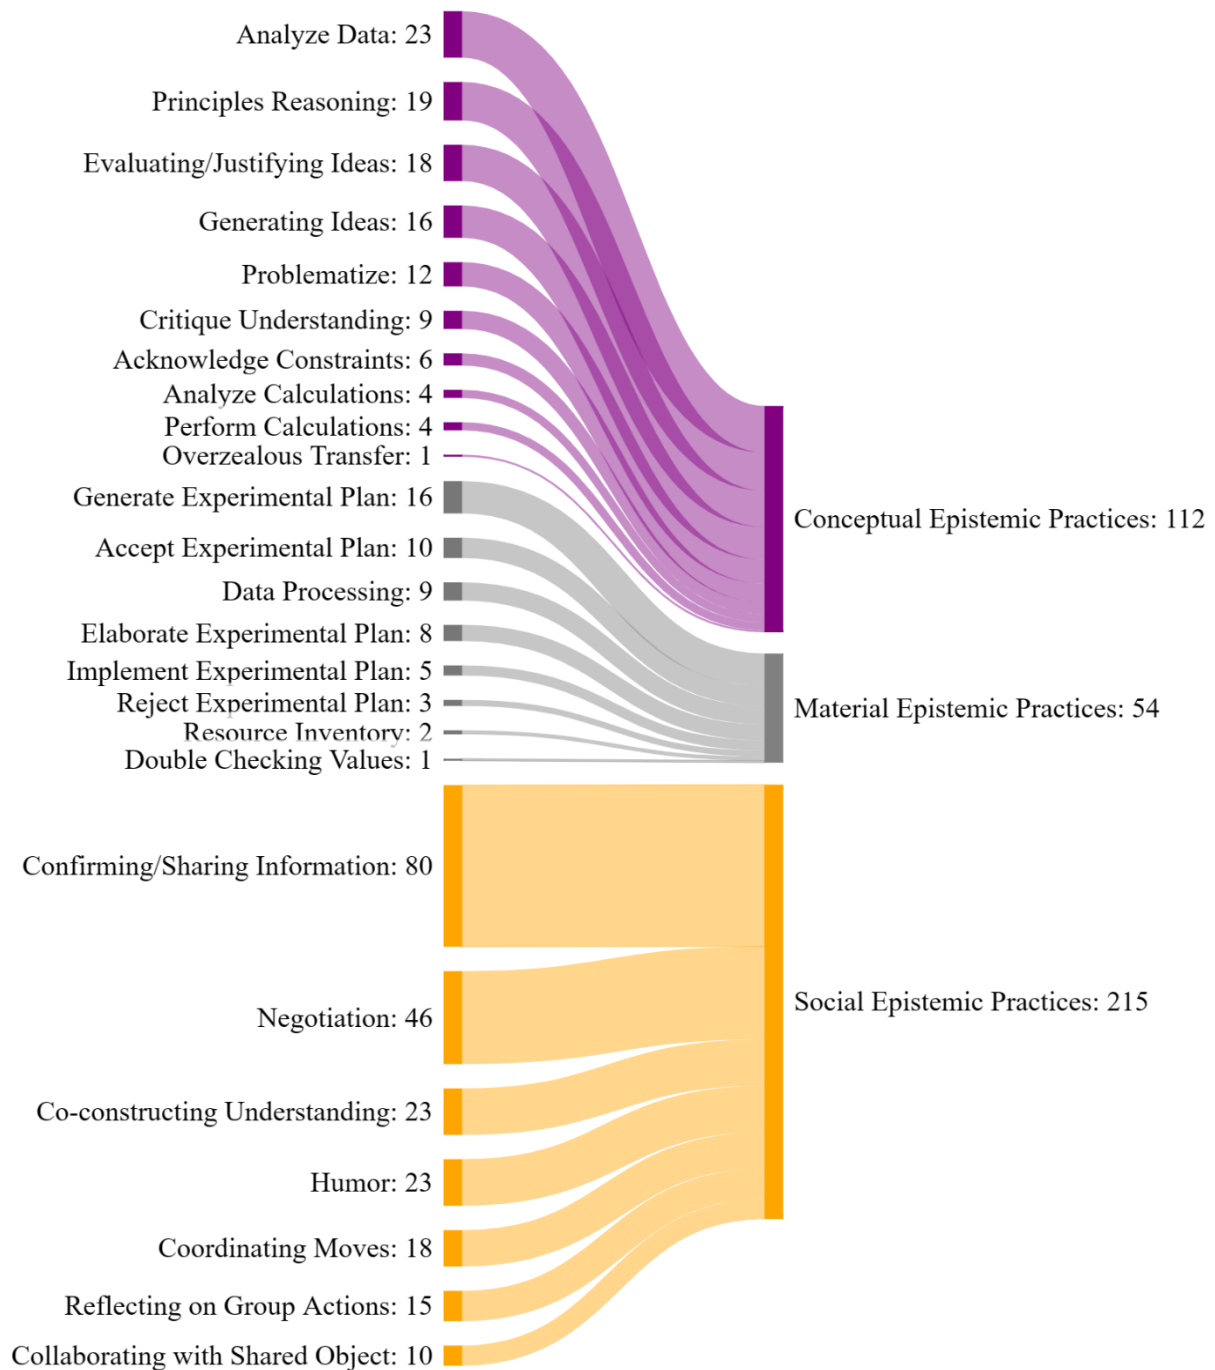 Analyze Data: 23
Principles Reasoning: 19
Evaluating/Justifying Ideas: 18
Generating Ideas: 16
Problematize: 12
Critique Understanding: 9
Acknowledge Constraints: 6
Analyze Calculations: 4
Perform Calculations: 4
Overzealous Transfer: 1
Generate Experimental Plan: 16
Accept Experimental Plan: 10
Data Processing: 9
Elaborate Experimental Plan: 8
Implement Experimental Plan: 5
Reject Experimental Plan: 3
Resource Inventory: 2
Double Checking Values: 1
Confirming/Sharing Information: 80
Negotiation: 46
Co-constructing Understanding: 23
Humor: 23
Coordinating Moves: 18
Reflecting on Group Actions: 15
Collaborating with Shared Object: 10
Conceptual Epistemic Practices: 112
Material Epistemic Practices: 54
Social Epistemic Practices: 215